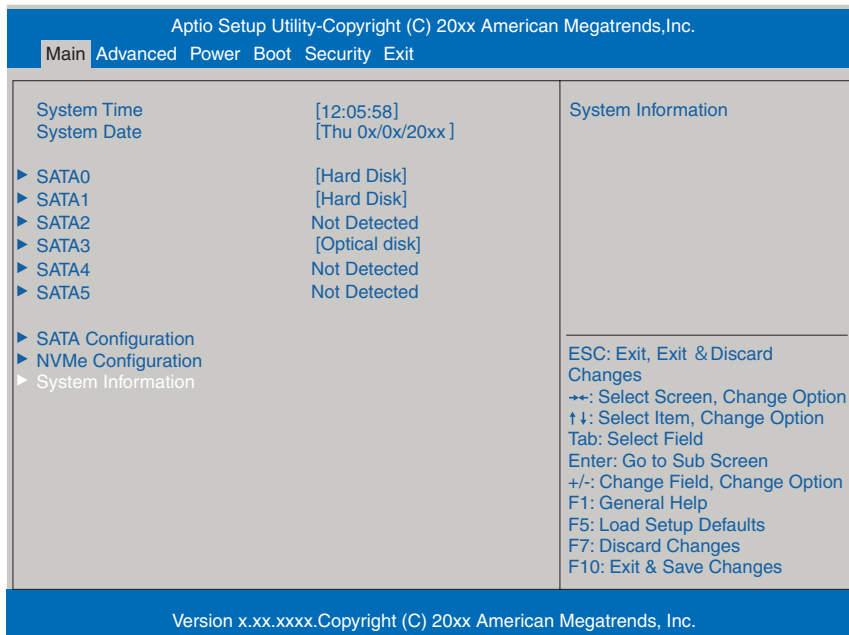 Aptio Setup Utility-Copyright (C) 20xx American Megatrends,Inc.
Main Advanced Power Boot Security Exit
System Time [12:05:58]
System Date [Thu 0x/0x/20xx ]
SATA0 [Hard Disk]
SATA1 [Hard Disk]
SATA2 Not Detected
SATA3 [Optical disk]
SATA4 Not Detected
SATA5 Not Detected
SATA Configuration
NVMe Configuration
System Information
System Information
ESC: Exit, Exit & Discard
Changes
→←: Select Screen, Change Option
↑↓: Select Item, Change Option
Tab: Select Field
Enter: Go to Sub Screen
+/-: Change Field, Change Option
F1: General Help
F5: Load Setup Defaults
F7: Discard Changes
F10: Exit & Save Changes
Version x.xx.xxxx.Copyright (C) 20xx American Megatrends, Inc.